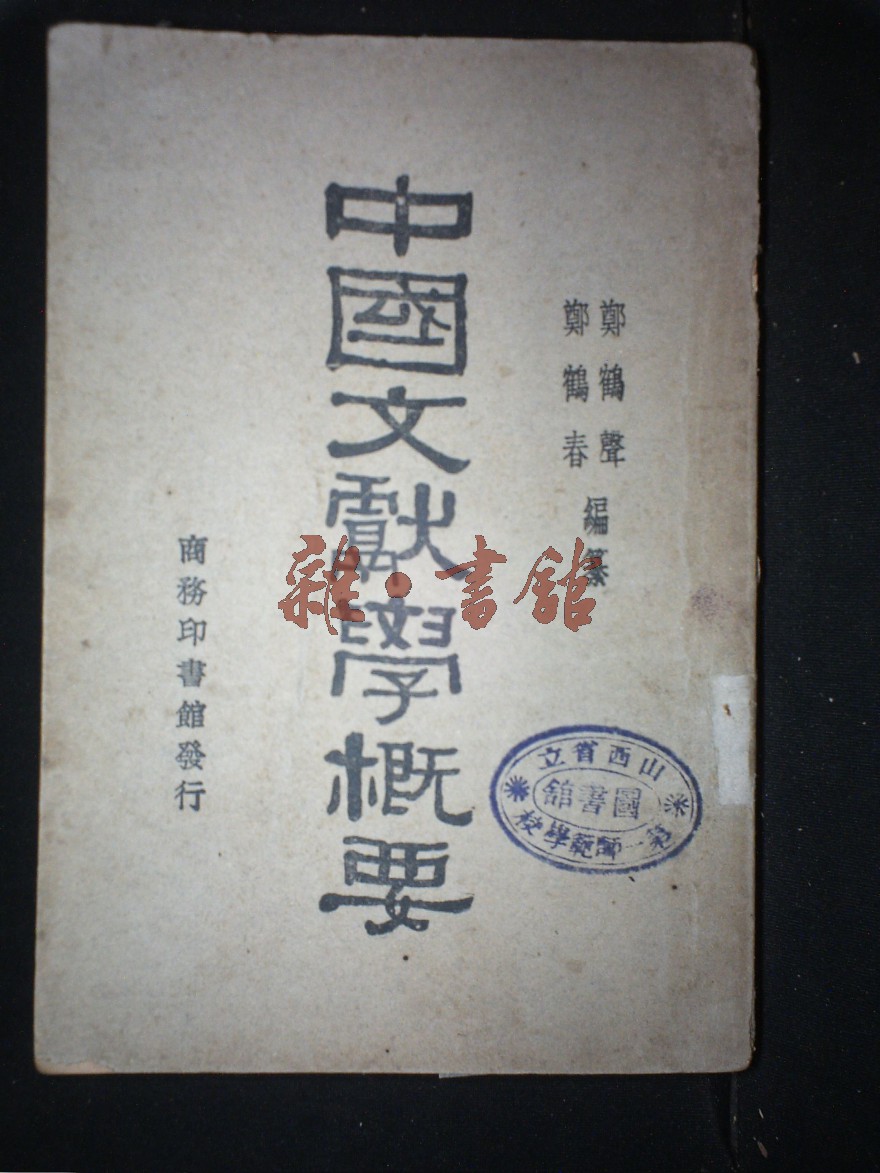 鄭鶴聲
鄭鶴春
編纂
中國文獻學概要
商務印書館發行
雜·書館
山西省立
國書館
第一師範學校